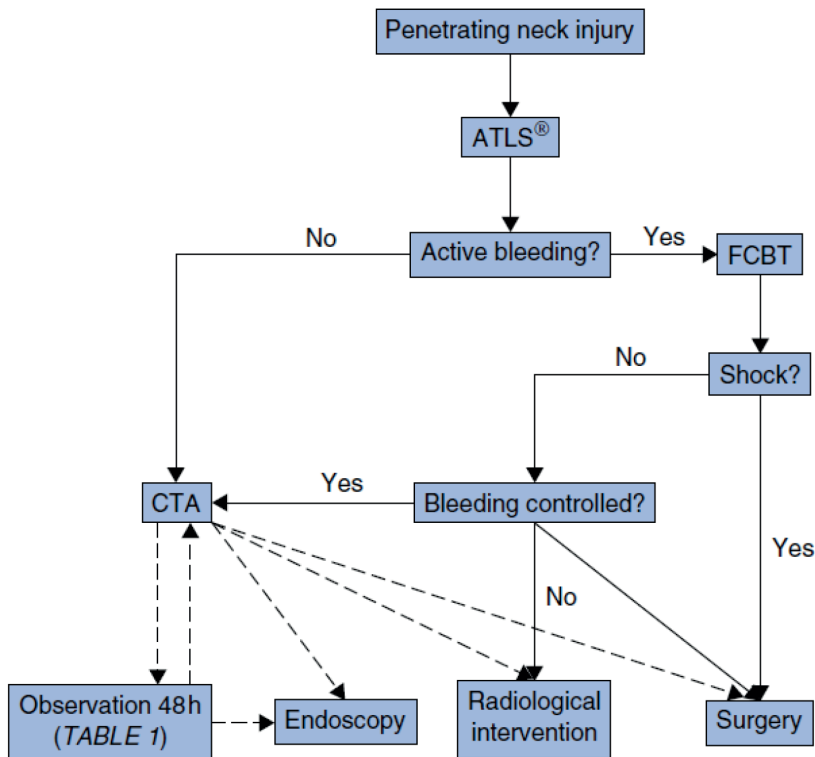 Penetrating neck injury
ATLS®
No
Active bleeding?
Yes
FCBT
No
Shock?
CTA
Yes
Bleeding controlled?
Yes
No
Observation 48h
(TABLE 1)
Endoscopy
Radiological
intervention
Surgery